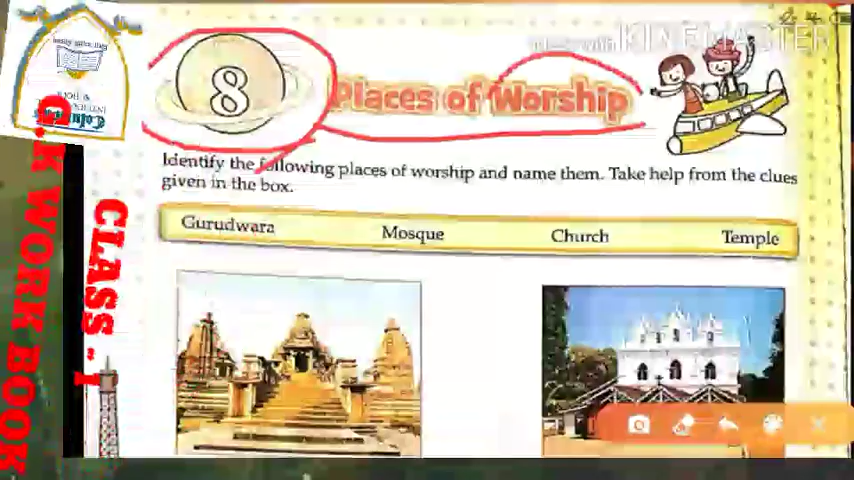 KINEMASTER
8
Places of Worship
Identify the following places of worship and name them. Take help from the clues
given in the box.
Gurudwara Mosque Church Temple
G.K WORK BOOK
CLASS - 1